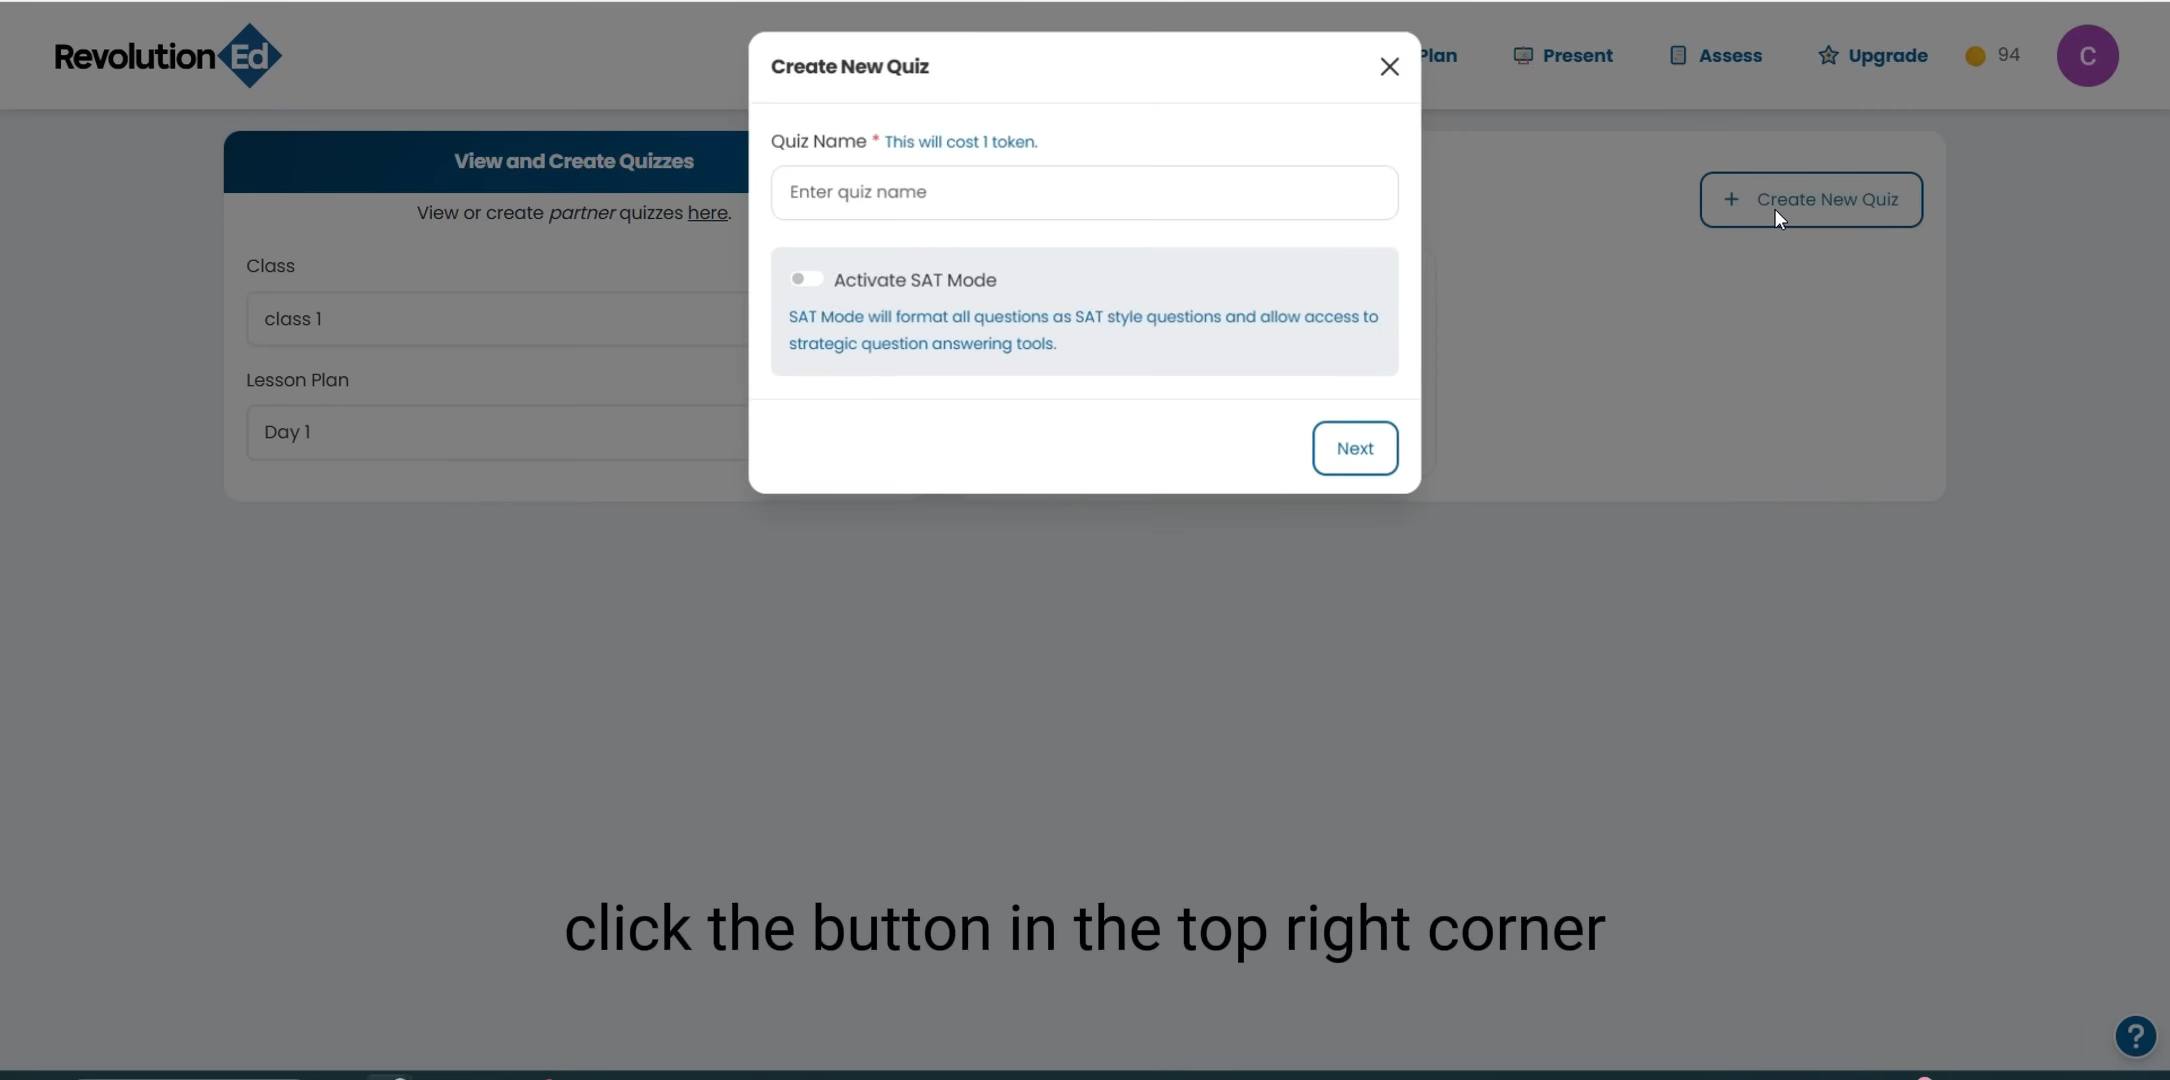 RevolutionEd
Plan
Present
Assess
Upgrade
94
C
Create New Quiz
Quiz Name * This will cost 1 token.
Enter quiz name
Activate SAT Mode
SAT Mode will format all questions as SAT style questions and allow access to
strategic question answering tools.
Next
View and Create Quizzes
View or create partner quizzes here.
Class
class 1
Lesson Plan
Day 1
+ Create New Quiz
click the button in the top right corner
?